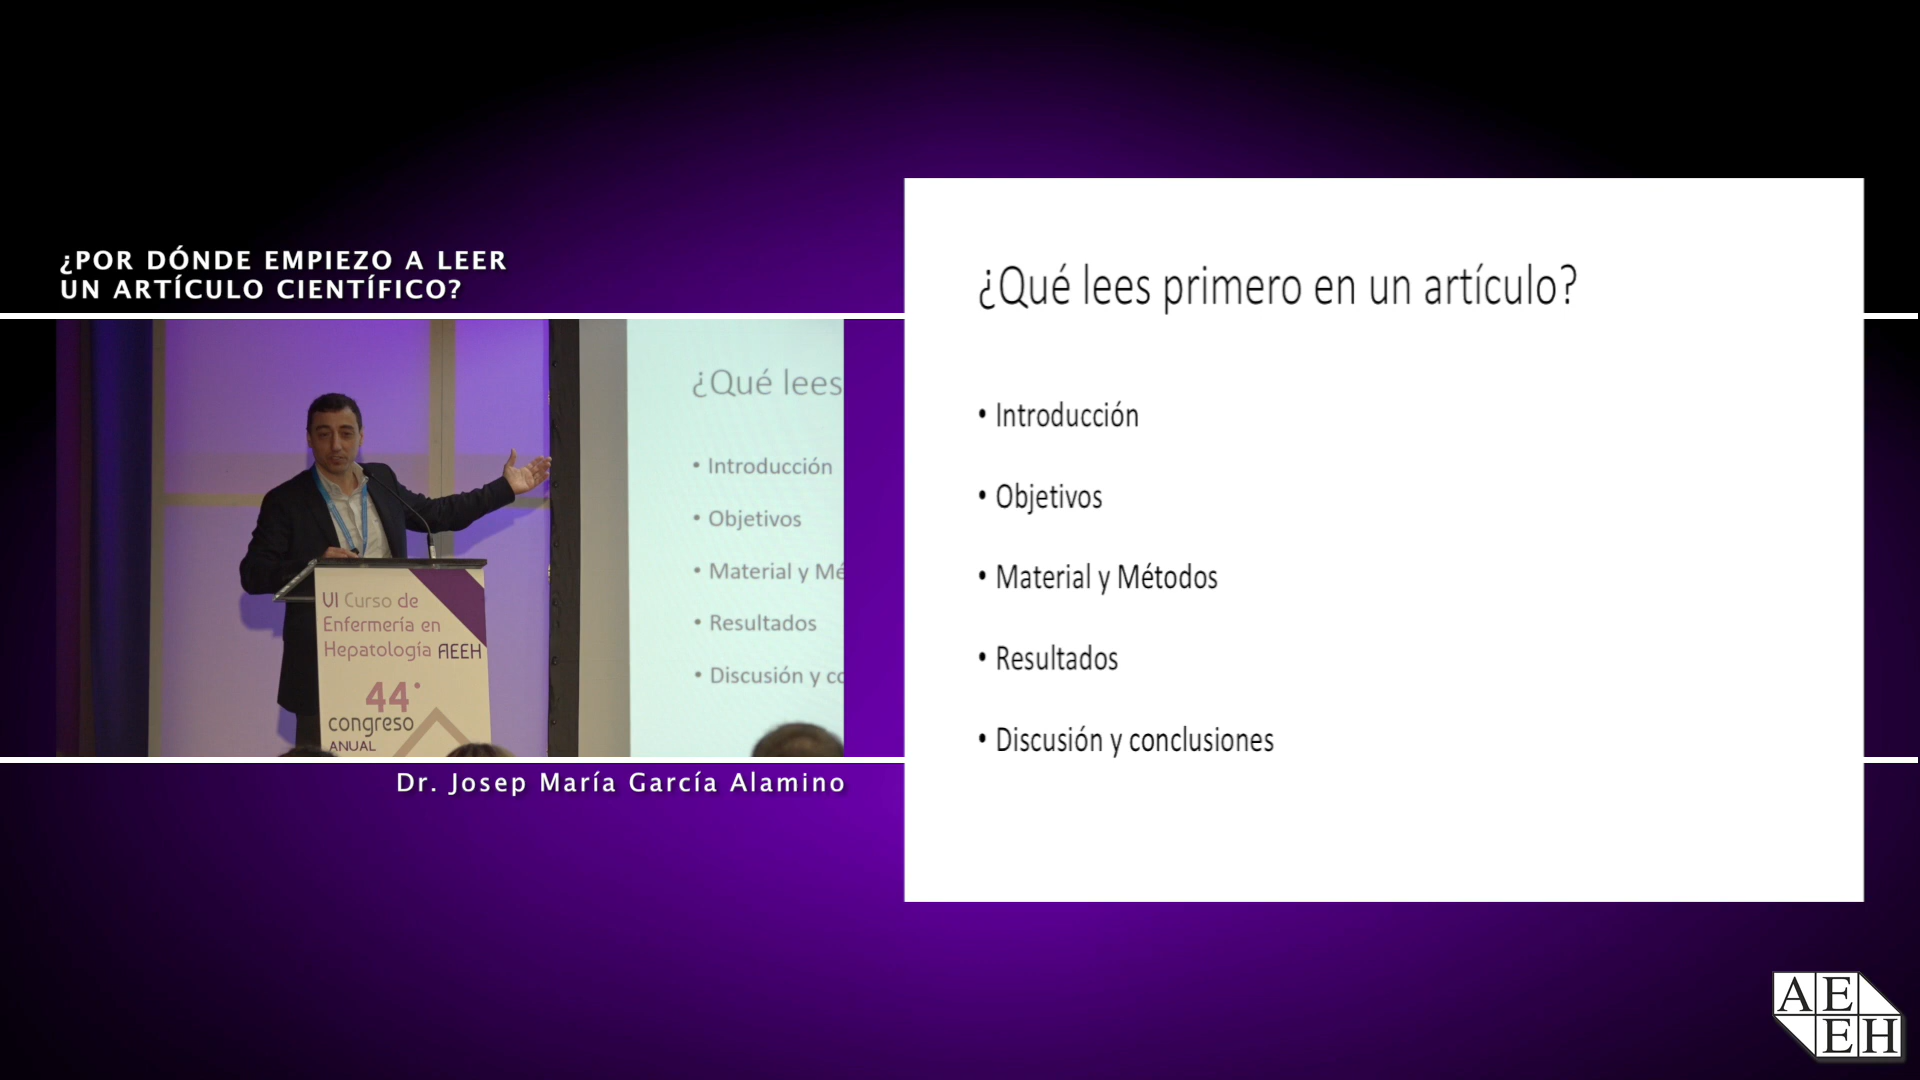 ¿POR DÓNDE EMPIEZO A LEER
UN ARTÍCULO CIENTÍFICO?
¿Qué lees
• Introducción
• Objetivos
• Material y Mé
• Resultados
• Discusión y co
VI Curso de
Enfermería en
Hepatología AEEH
44º
congreso
ANUAL
Dr. Josep María García Alamino
¿Qué lees primero en un artículo?
• Introducción
• Objetivos
• Material y Métodos
• Resultados
• Discusión y conclusiones
AE
EH